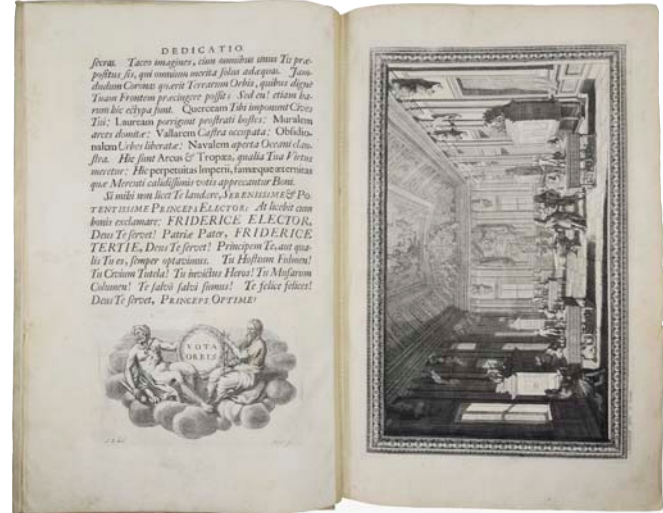 DEDICATIO.
secras. Taceo imagines, cum omnibus unus Tu præ-
positus sis, qui omnium merita solus adæquas. Jam-
dudum Coronas quærit Terrarum Orbis, quibus digne
Tuam Frontem præcingere possit: Sed en! etiam ha-
rum hic ectypa sunt. Querceam Tibi imponunt Cives
Tui: Lauream porrigunt prostrati hostes: Muralem
arces domitæ: Vallarem Castra occupata: Obsidio-
nalem Urbes liberatæ: Navalem aperta Oceani clau-
stra. Hic sunt Arcus & Tropæa, qualia Tua Virtus
meretur: Hic perpetuitas Imperii, famæque æternitas
quæ Merenti calidissimis votis apprecantur Boni.
Si mihi non licet Te laudare, SERENISSIME & PO-
TENTISSIME PRINCEPS ELECTOR: At licebit cum
bonis exclamare: FRIDERICE ELECTOR,
Deus Te servet! Patriæ Pater, FRIDERICE
TERTIE, Deus Te servet! Principem Te, aut qua-
lis Tu es, semper optavimus. Tu Hostium Fulmen!
Tu Civium Tutela! Tu invictus Heros! Tu Musarum
Columen! Te salvo salvi sumus! Te felice felices!
Deus Te servet, PRINCEPS OPTIME!
VOTA
ORBIS